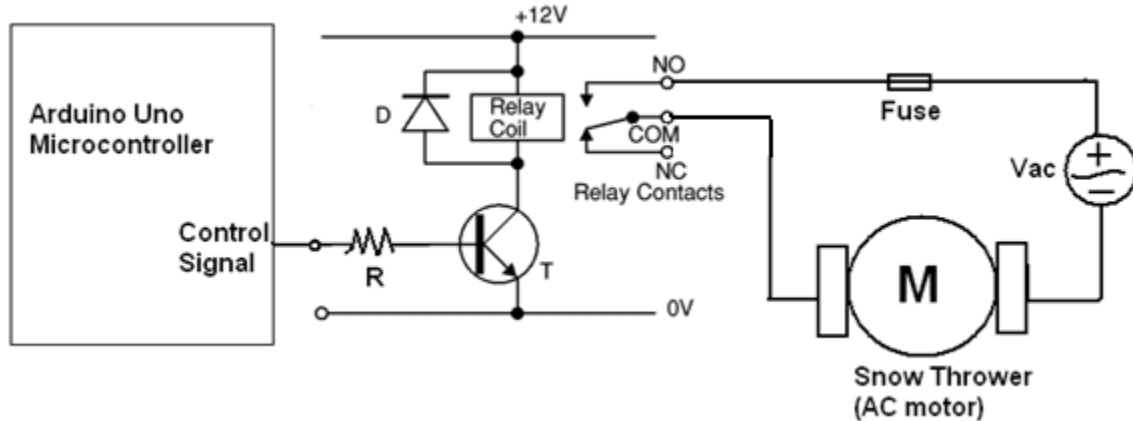 +12V
Arduino Uno
Microcontroller
D
Relay
Coil
NO
COM
NC
Relay Contacts
Fuse
Vac
+
−
Control
Signal
R
T
0V
M
Snow Thrower
(AC motor)